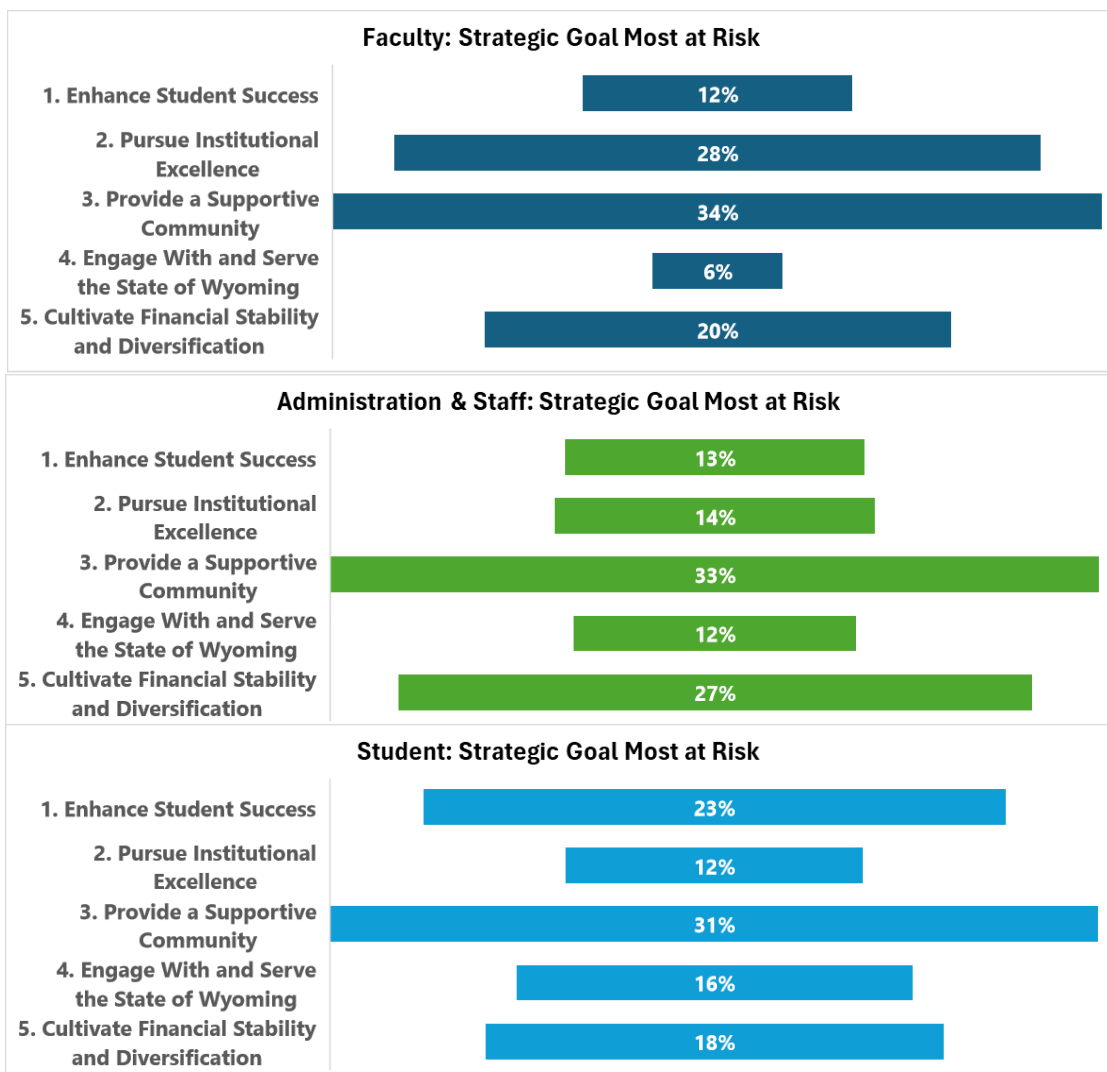 Faculty: Strategic Goal Most at Risk
1. Enhance Student Success
12%
2. Pursue Institutional
Excellence
28%
3. Provide a Supportive
Community
34%
4. Engage With and Serve
the State of Wyoming
6%
5. Cultivate Financial Stability
and Diversification
20%
Administration & Staff: Strategic Goal Most at Risk
1. Enhance Student Success
13%
2. Pursue Institutional
Excellence
14%
3. Provide a Supportive
Community
33%
4. Engage With and Serve
the State of Wyoming
12%
5. Cultivate Financial Stability
and Diversification
27%
Student: Strategic Goal Most at Risk
1. Enhance Student Success
23%
2. Pursue Institutional
Excellence
12%
3. Provide a Supportive
Community
31%
4. Engage With and Serve
the State of Wyoming
16%
5. Cultivate Financial Stability
and Diversification
18%